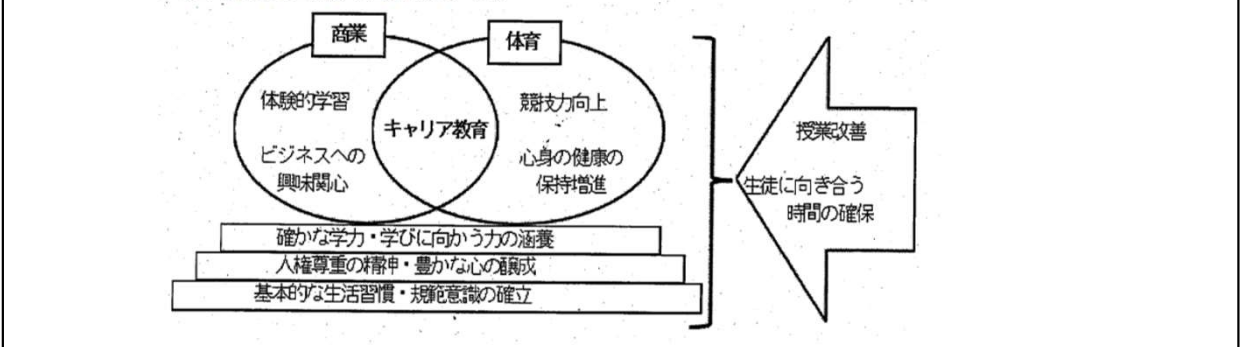 商業
体育
体験的学習
ビジネスへの
興味関心
キャリア教育
競技力向上
心身の健康の
保持増進
確かな学力・学びに向かう力の涵養
人権尊重の精神・豊かな心の醸成
基本的な生活習慣・規範意識の確立
授業改善
生徒に向き合う
時間の確保